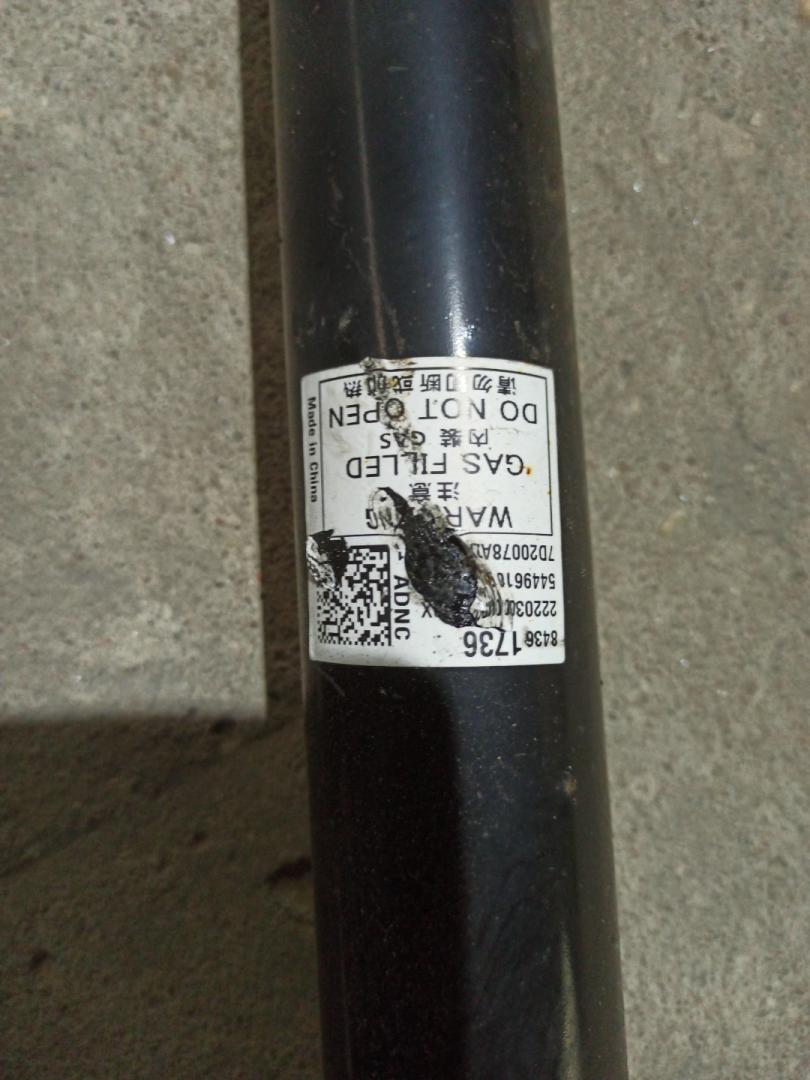 8436 1736
ADNC
WARNING
注意
GAS FILLED
内装 GAS
DO NOT OPEN
请勿切断或加热
Made in China